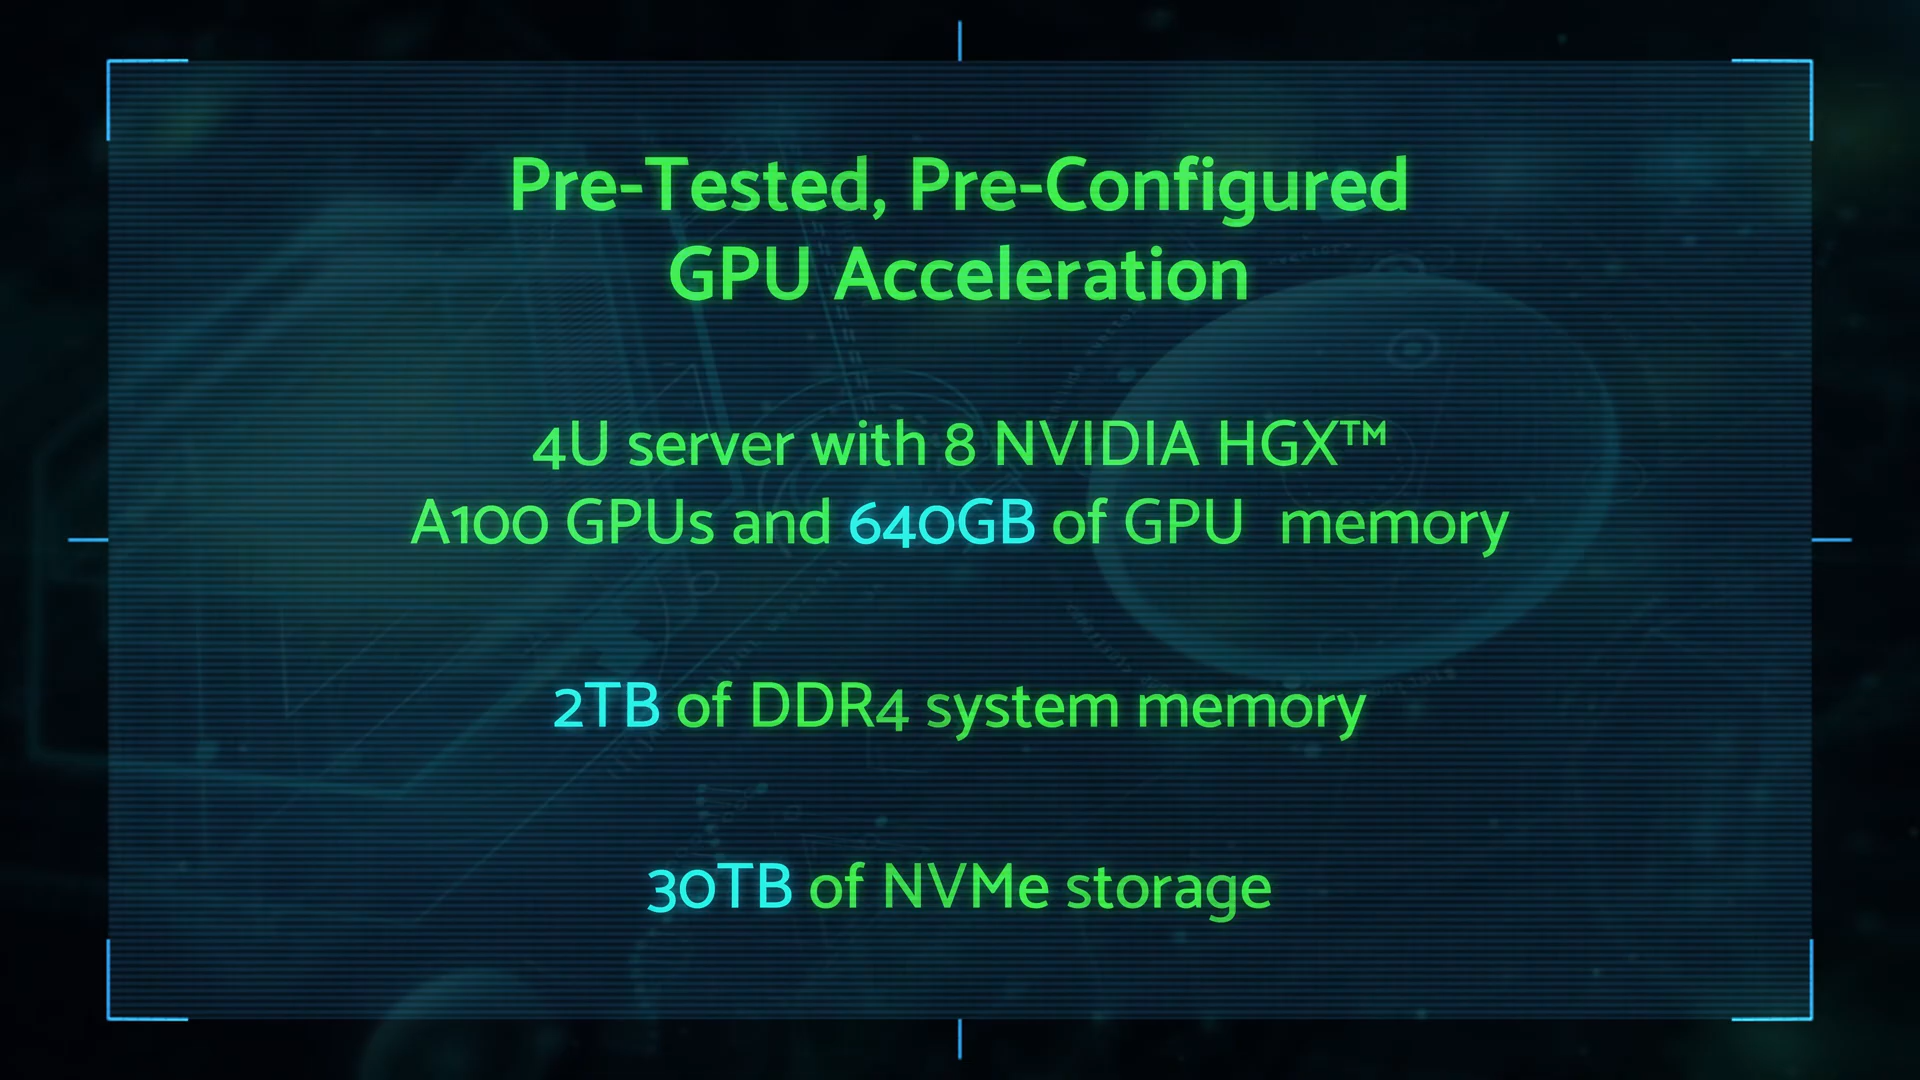 Pre-Tested, Pre-Configured
GPU Acceleration
4U server with 8 NVIDIA HGX™
A100 GPUs and 640GB of GPU  memory
2TB of DDR4 system memory
30TB of NVMe storage